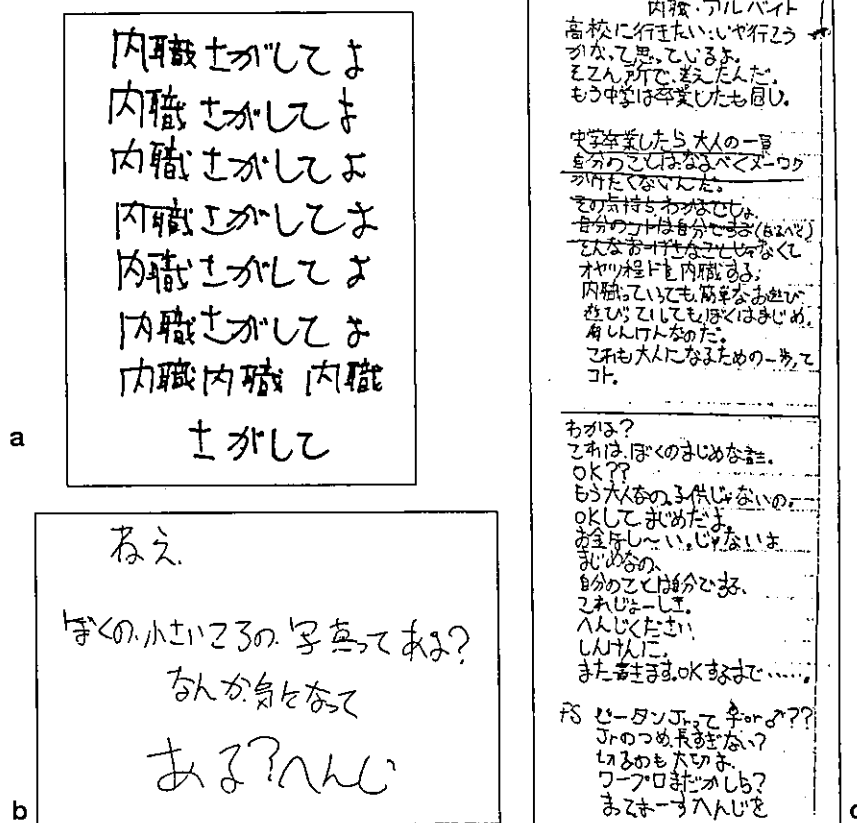 内職さがしてよ
内職さがしてよ
内職さがしてよ
内職さがしてよ
内職さがしてよ
内職さがしてよ
内職内職 内職
さがして
a
ねえ、
ぼくの、小さいころの、写真ってある?
なんか気になって
ある?へんじ
b
内職・アルバイト
高校に行きたい:いや行こう
かなって思っているよ。
そこん所で、考えたんだ。
もう中学は卒業したも同じ。
中学卒業したら、大人の一員
自分のことはなるべくメーワク
かけたくないんだ。
その気持ちわかるでしょ。
自分のコトは自分でする(なるべく)
そんなおーげさなことじゃなくて
オヤツ程ドを内職する。
内職っていっても、簡単なお遊び
遊びっていしても、ぼくはまじめ。
しんけんなのだ。
これも大人になるための一歩って
コト。
わかる?
これは、ぼくのまじめな話。
OK??
もう大人なの。子供じゃないの。
OKして、まじめだよ。
お金ほし〜い。じゃないよ
まじめなの、
自分のことは自分でする、
これじょーしき。
へんじください
しんけんに。
また書きます。OKするまで……。
PS ピータンJrって♀or♂??
Jrのつめ、長すぎない?
切るのも大切よ。
ワープロまだかしら?
まってまーすへんじを
c